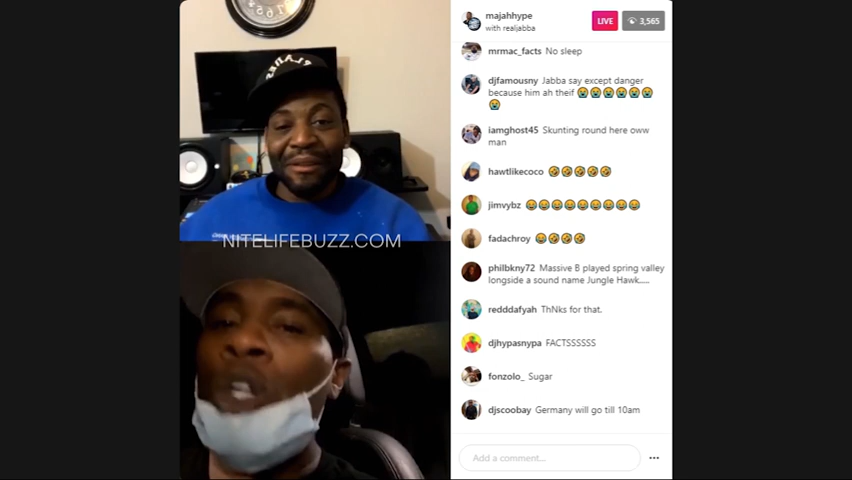 NITELIFEBUZZ.COM
majahhype
with realjabba
LIVE
3,565
mrmac_facts No sleep
djfamousny Jabba say except danger
because him ah theif 😭😭😭😭😭😭
😭
iamghost45 Skunting round here oww
man
hawtlikecoco 🤣🤣🤣🤣🤣
jimvybz 😂😂😂😂😂😂😂😂😂
fadachroy 😂🤣🤣🤣
philbkny72 Massive B played spring valley
longside a sound name Jungle Hawk.....
redddafyah ThNks for that.
djhypasnypa FACTSSSSSS
fonzolo_ Sugar
djscoobay Germany will go till 10am
Add a comment...